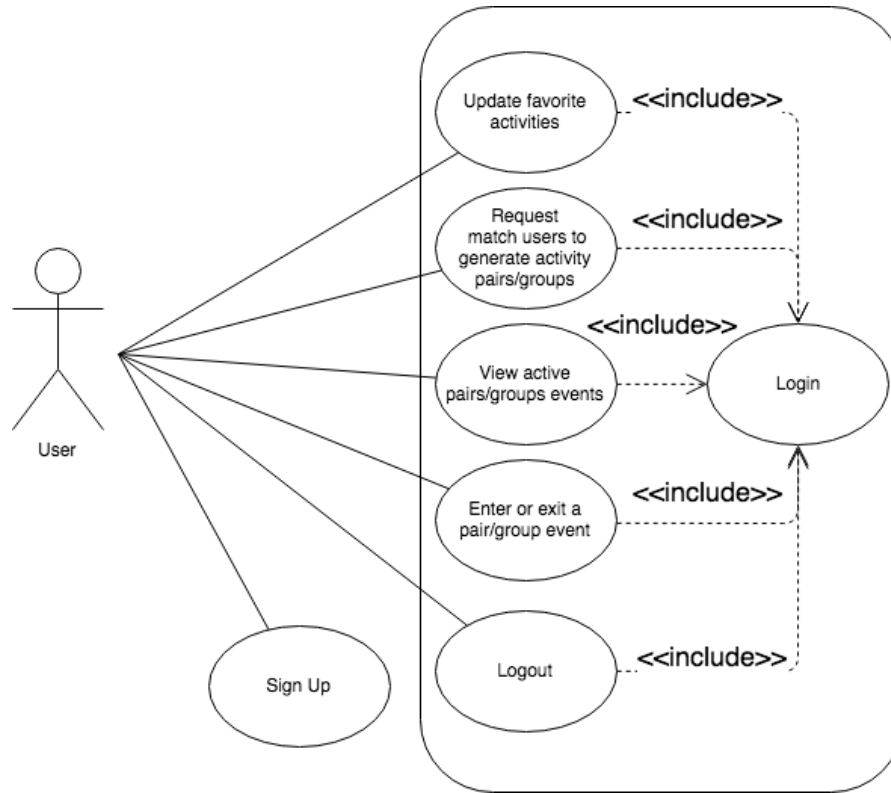 Update favorite
activities
<<include>>
Request
match users to
generate activity
pairs/groups
<<include>>
<<include>>
View active
pairs/groups events
Login
User
Enter or exit a
pair/group event
<<include>>
Logout
<<include>>
Sign Up